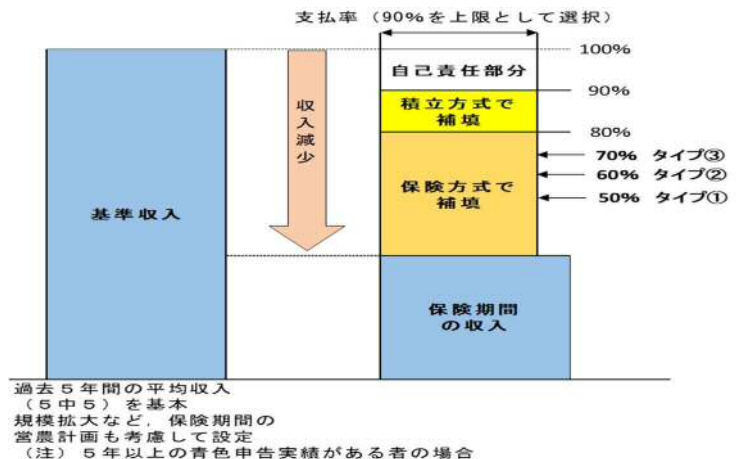 支払率（90%を上限として選択）
100%
自己責任部分
90%
積立方式で
補填
80%
収入減少
70% タイプ③
60% タイプ②
50% タイプ①
保険方式で
補填
基準収入
保険期間
の収入
過去５年間の平均収入
（５中５）を基本
規模拡大など，保険期間の
営農計画も考慮して設定
（注）５年以上の青色申告実績がある者の場合